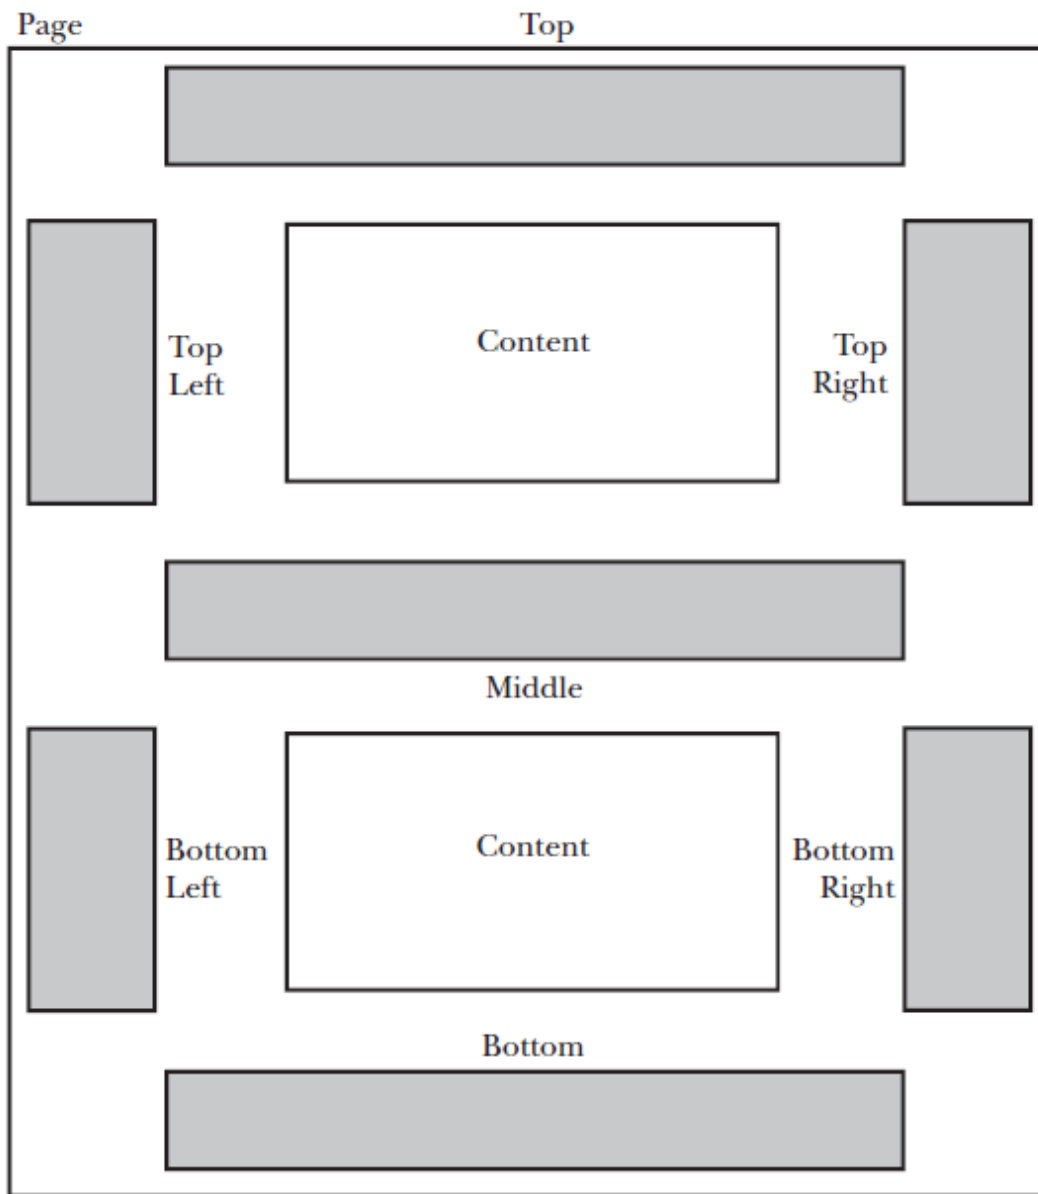 Page
Top
Top
Left
Content
Top
Right
Middle
Bottom
Left
Content
Bottom
Right
Bottom